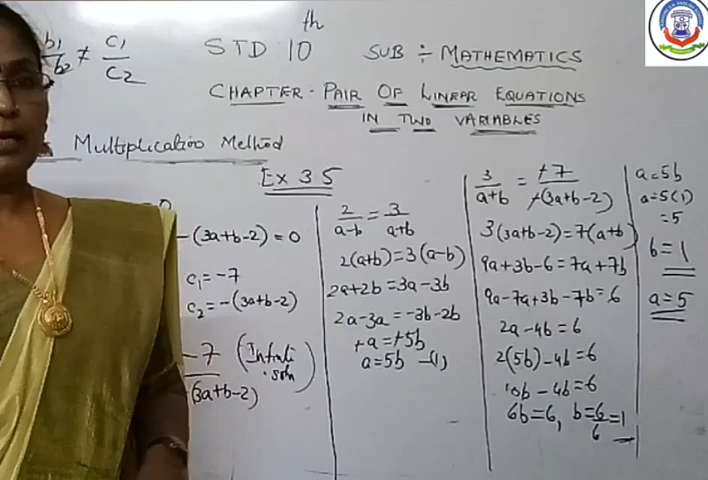 b₁/b₂ ≠ c₁/c₂
STD 10th SUB ÷ MATHEMATICS
CHAPTER - PAIR OF LINEAR EQUATIONS
IN TWO VARIABLES
Multiplication Method
Ex 3 5
-(3a+b-2)=0
c₁=-7
c₂=-(3a+b-2)
-7/-(3a+b-2) (Infniti soln)
2/(a-b) = 3/(a+b)
2(a+b)=3(a-b)
2a+2b=3a-3b
2a-3a=-3b-2b
+a=+5b
a=5b -(1)
3/(a+b) = +7/+(3a+b-2)
3(3a+b-2)=7(a+b)
9a+3b-6=7a+7b
9a-7a+3b-7b=6
2a-4b=6
2(5b)-4b=6
10b-4b=6
6b=6, b=6/6=1
a=5b
a=5(1)
=5
b=1
a=5